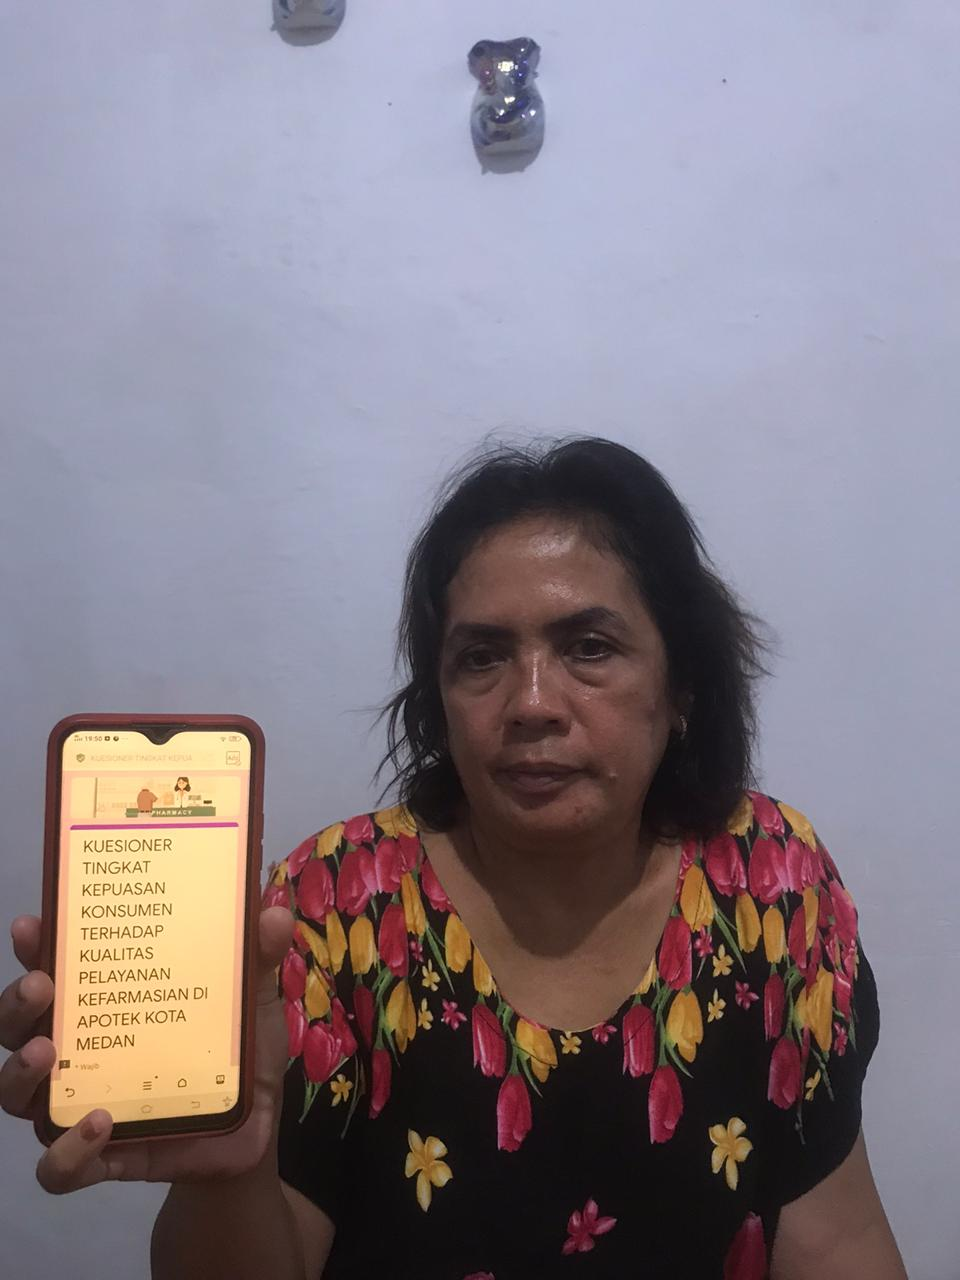 19:50
KUESIONER TINGKAT KEPUA
PHARMACY
KUESIONER
TINGKAT
KEPUASAN
KONSUMEN
TERHADAP
KUALITAS
PELAYANAN
KEFARMASIAN DI
APOTEK KOTA
MEDAN
* Wajib